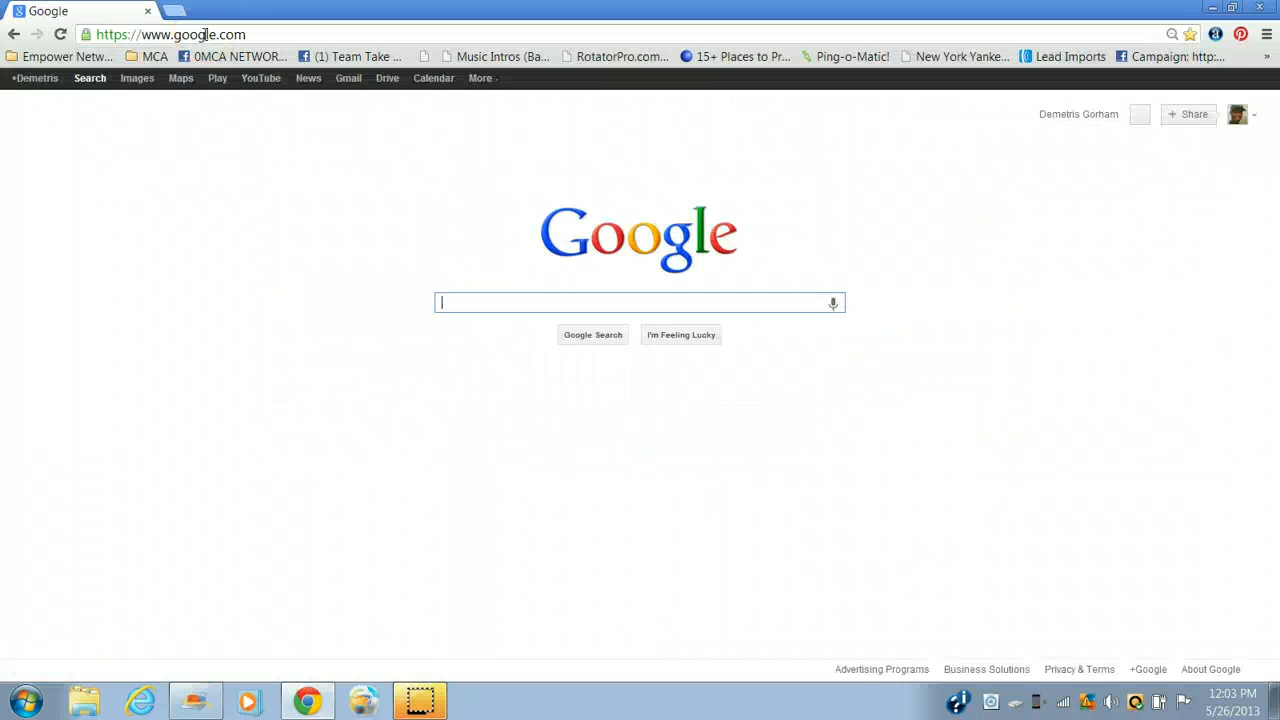 Google
https://www.google.com
Empower Netw... MCA 0MCA NETWOR... (1) Team Take ... Music Intros (Ba... RotatorPro.com... 15+ Places to Pr... Ping-o-Matic! New York Yanke... Lead Imports Campaign: http:... »
+Demetris Search Images Maps Play YouTube News Gmail Drive Calendar More
Demetris Gorham + Share
Google
Google Search I'm Feeling Lucky
Advertising Programs Business Solutions Privacy & Terms +Google About Google
12:03 PM
5/26/2013